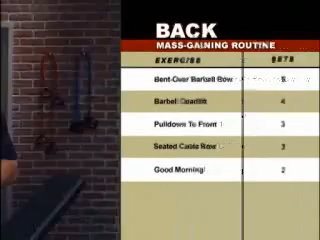 BACK
MASS-GAINING ROUTINE
EXERCISE SETS
Bent-Over Barbell Row 5
Barbell Deadlift 4
Pulldown To Front 3
Seated Cable Row 3
Good Morning 2